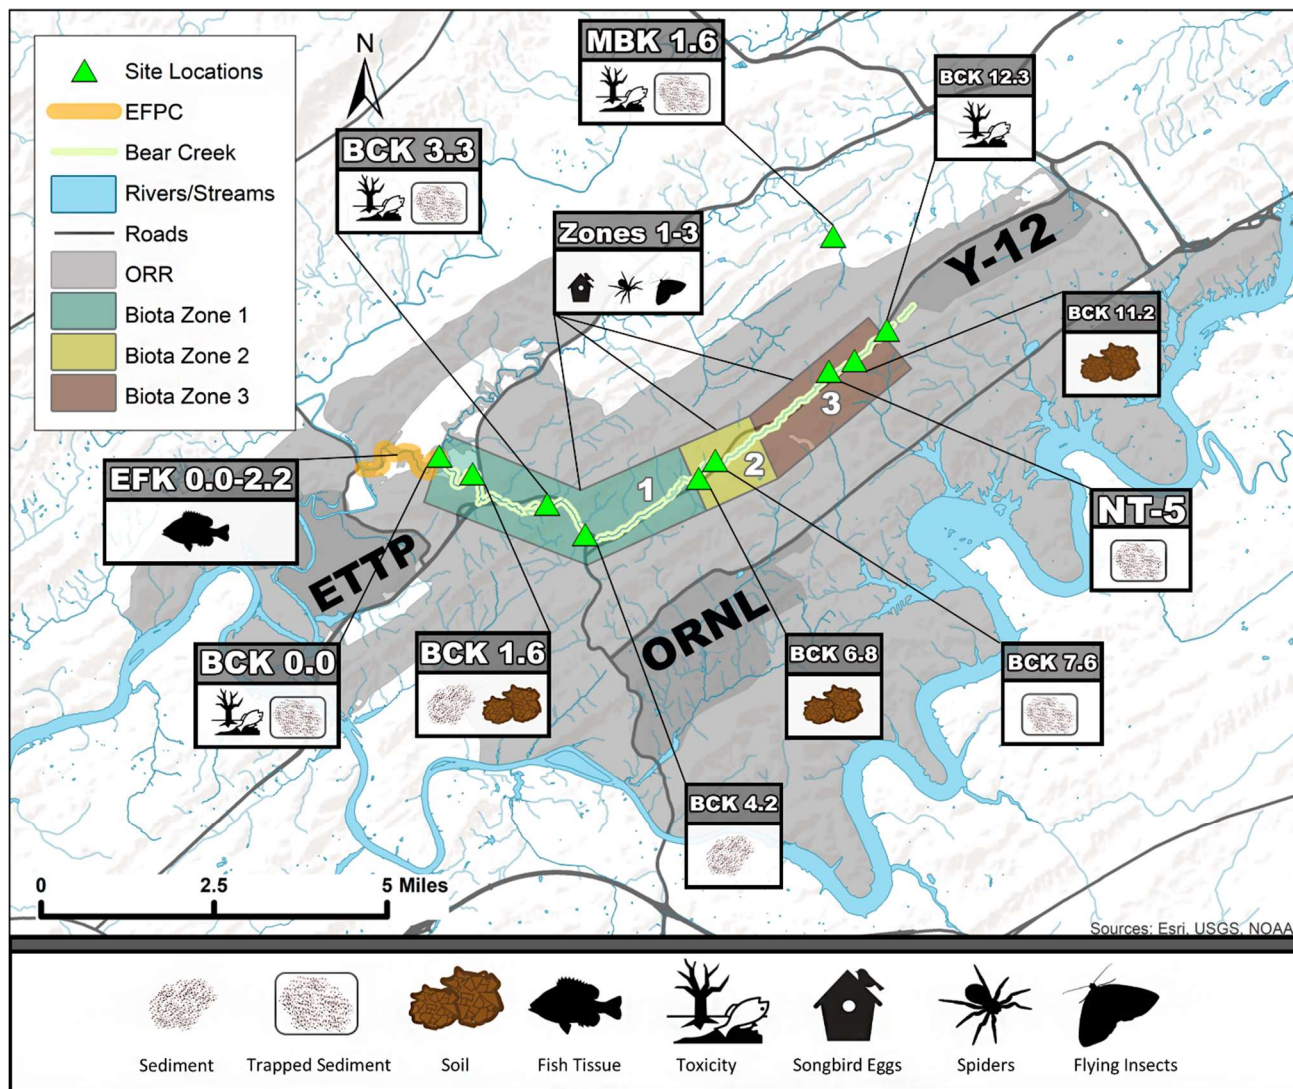 MBK 1.6
BCK 12.3
N
Site Locations
EFPC
Bear Creek
Rivers/Streams
Roads
ORR
Biota Zone 1
Biota Zone 2
Biota Zone 3
BCK 3.3
Zones 1-3
Y-12
BCK 11.2
3
2
1
EFK 0.0-2.2
NT-5
ETTP
ORNL
BCK 0.0
BCK 1.6
BCK 6.8
BCK 7.6
BCK 4.2
0 2.5 5 Miles
Sources: Esri, USGS, NOAA
Sediment
Trapped Sediment
Soil
Fish Tissue
Toxicity
Songbird Eggs
Spiders
Flying Insects